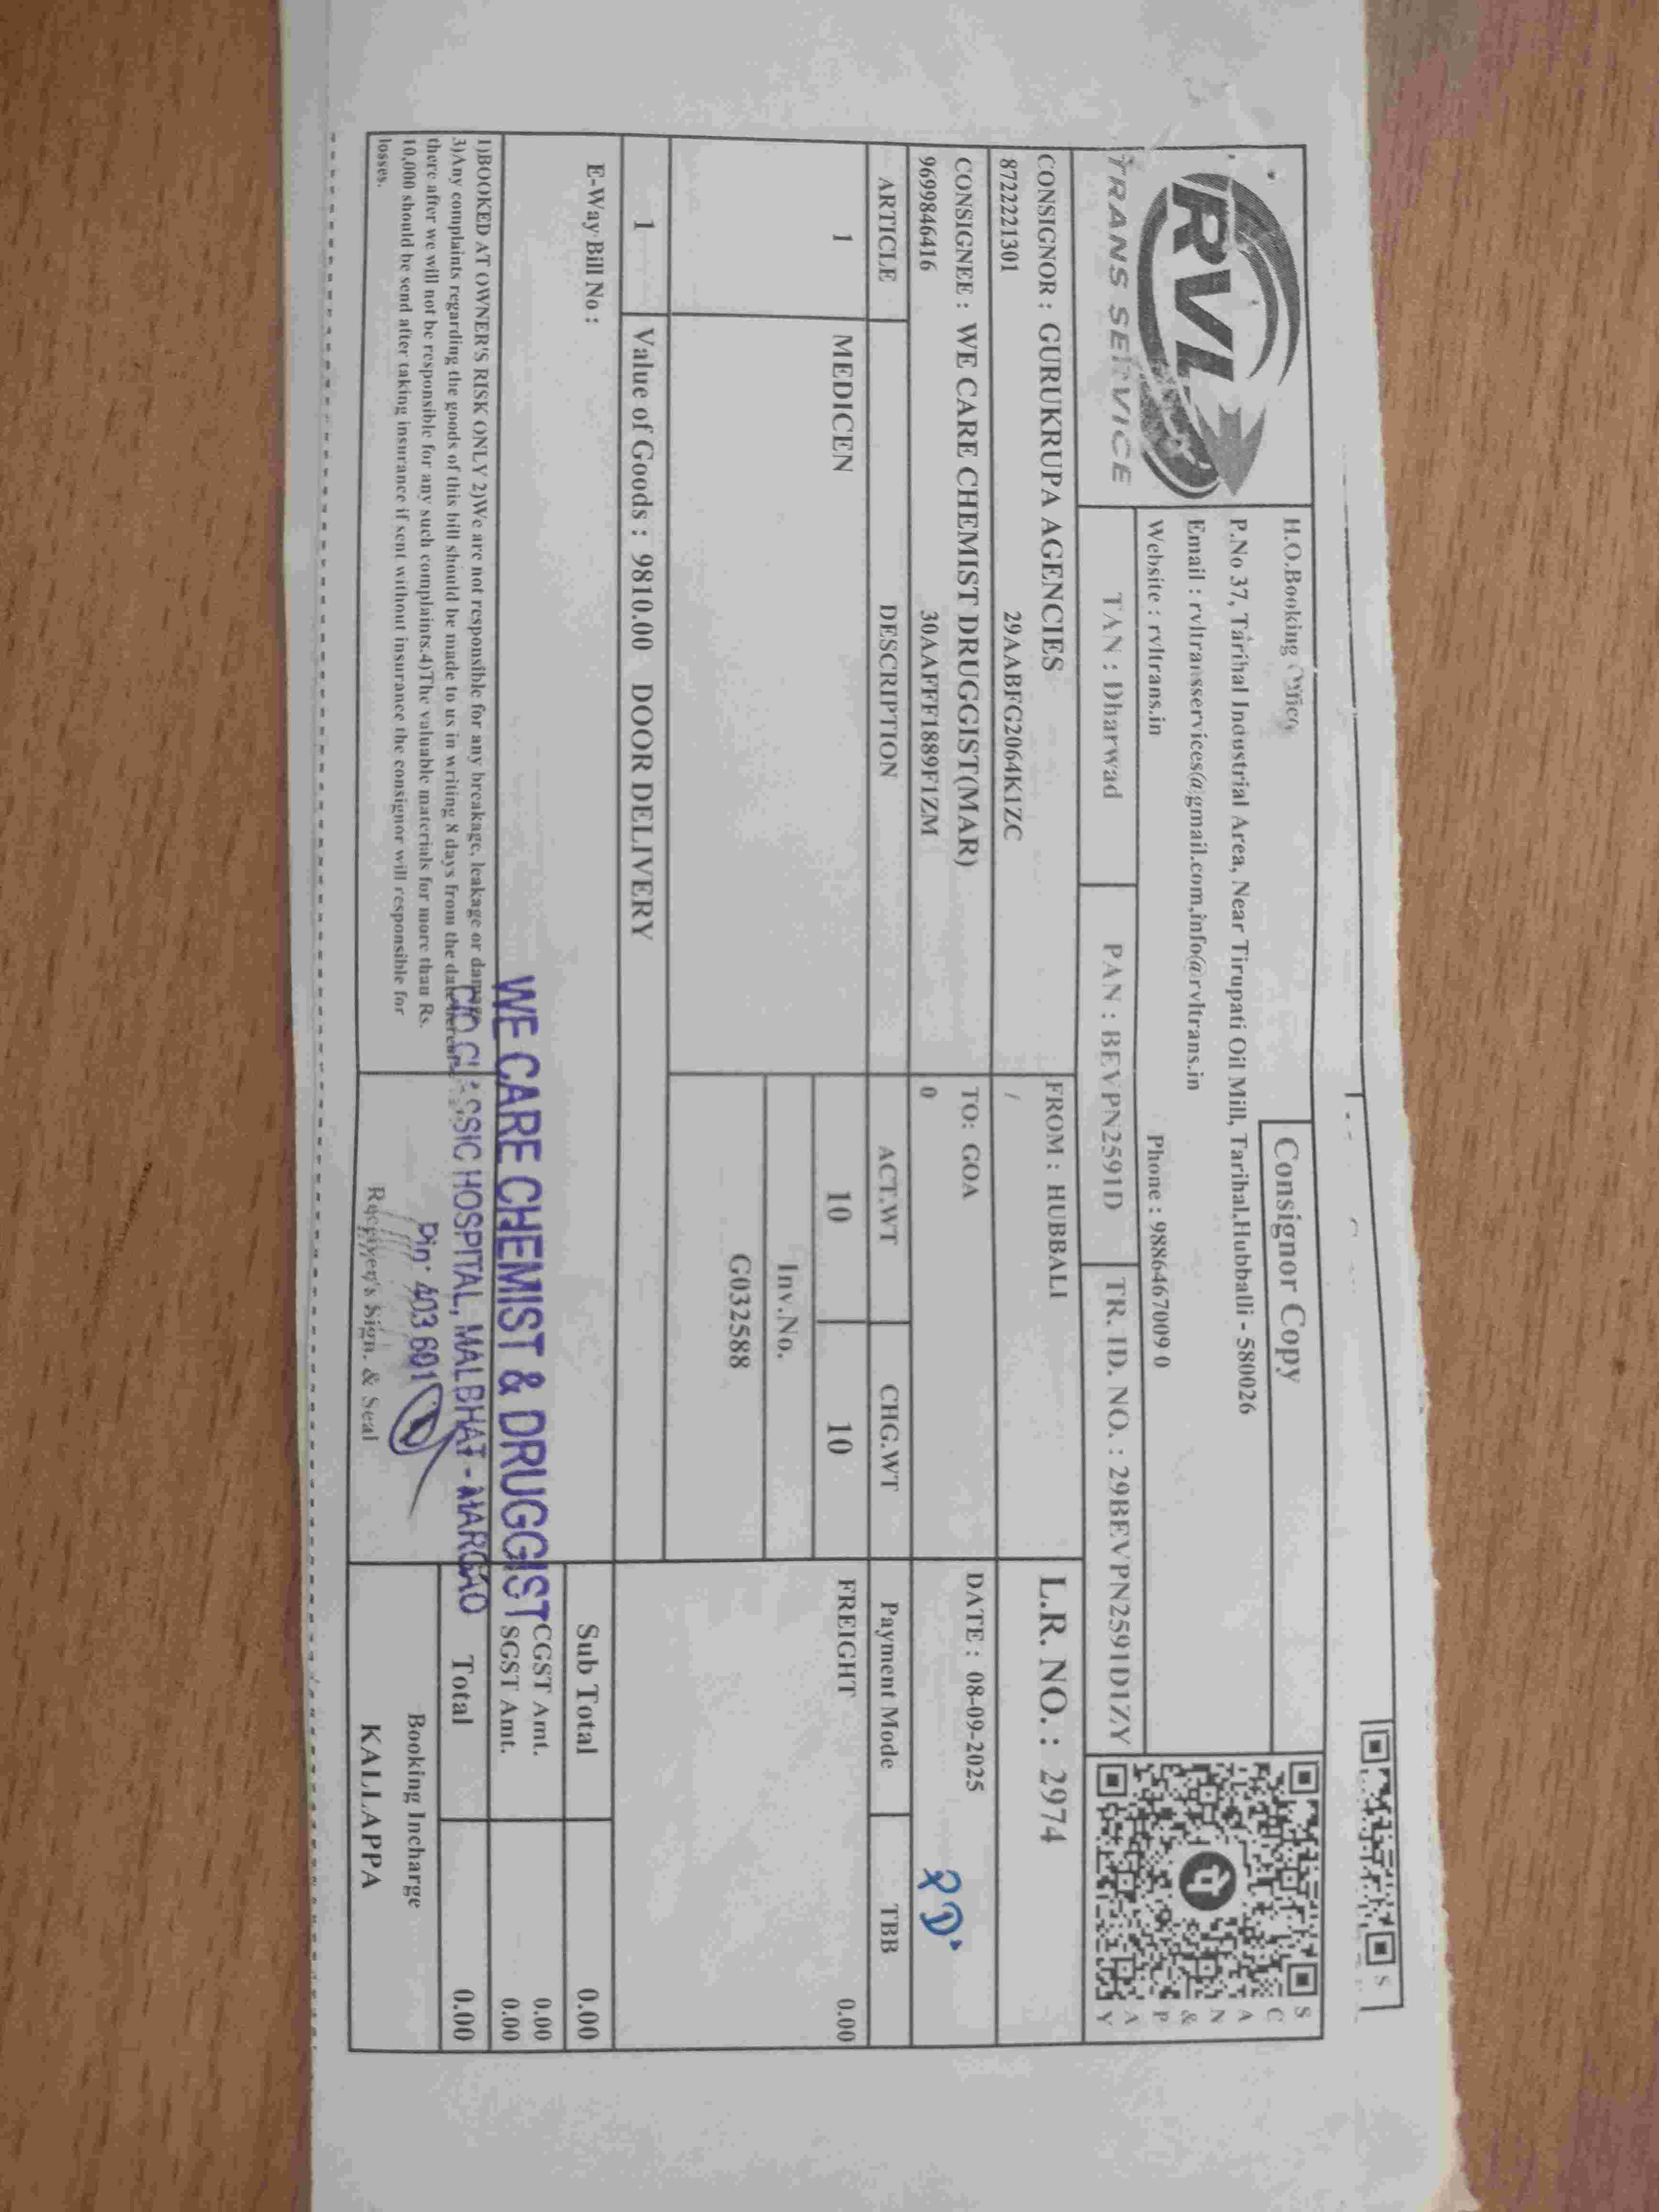 RVL
TRANS SERVICE
H.O.Booking Office
Consignor Copy
P.No 37, Tarihal Industrial Area, Near Tirupati Oil Mill, Tarihal,Hubballi - 580026
Email : rvltransservices@gmail.com,info@rvltrans.in
Website : rvltrans.in
Phone : 9886467009 0
SCAN & PAY
TAN : Dharwad
PAN : BEVPN2591D
TR. ID. NO. : 29BEVPN2591D1ZY
CONSIGNOR : GURUKRUPA AGENCIES
FROM : HUBBALI
L.R. NO. : 2974
8722221301
29AABFG2064K1ZC
/
CONSIGNEE : WE CARE CHEMIST DRUGGIST(MAR)
TO: GOA
DATE : 08-09-2025
9699846416
30AAFFF1889F1ZM
0
PD.
ARTICLE
DESCRIPTION
ACT.WT
CHG.WT
Payment Mode
TBB
1
MEDICEN
10
10
FREIGHT
0.00
Inv.No.
G032588
1
Value of Goods : 9810.00 DOOR DELIVERY
E-Way Bill No :
Sub Total
0.00
CGST Amt.
0.00
SGST Amt.
0.00
Total
0.00
WE CARE CHEMIST & DRUGGIST
HOSPITAL, MALBHAT - MARGAO
Pin: 403 601
1)BOOKED AT OWNER'S RISK ONLY 2)We are not responsible for any breakage, leakage or damage
3)Any complaints regarding the goods of this bill should be made to us in writing 8 days from the date
there after we will not be responsible for any such complaints.4)The valuable materials for more than Rs.
10,000 should be send after taking insurance if sent without insurance the consignor will responsible for
losses.
Receiver's Sign. & Seal
Booking Incharge
KALLAPPA